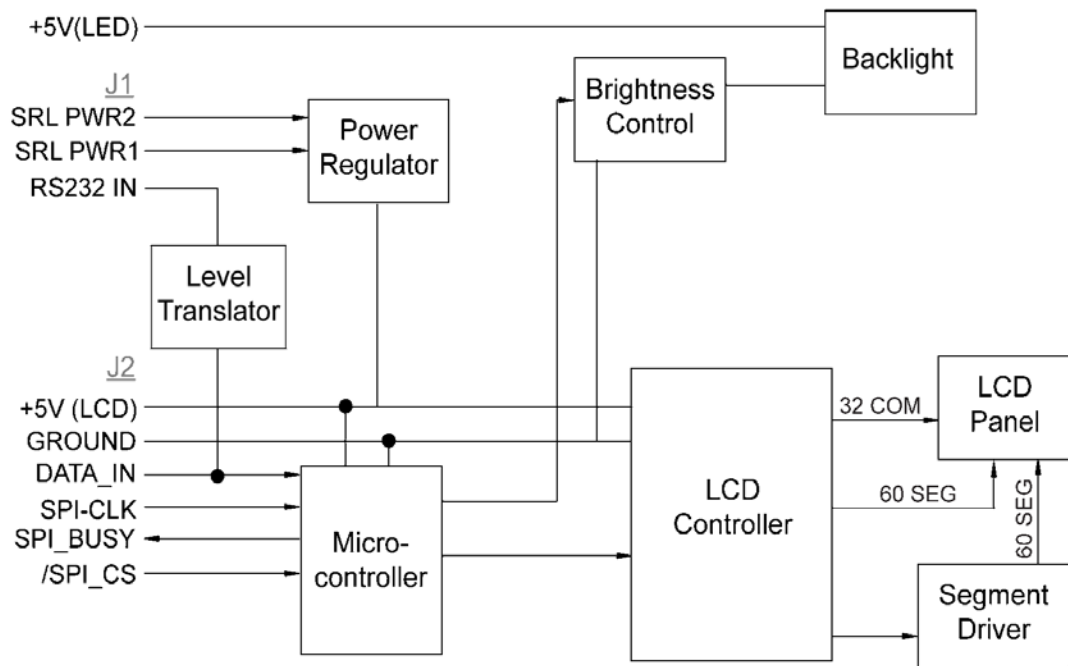 +5V(LED)
Backlight
J1
Brightness
Control
SRL PWR2
SRL PWR1
RS232 IN
Power
Regulator
Level
Translator
J2
+5V (LCD)
GROUND
DATA_IN
SPI-CLK
SPI_BUSY
/SPI_CS
Micro-
controller
LCD
Controller
32 COM
60 SEG
LCD
Panel
60 SEG
Segment
Driver